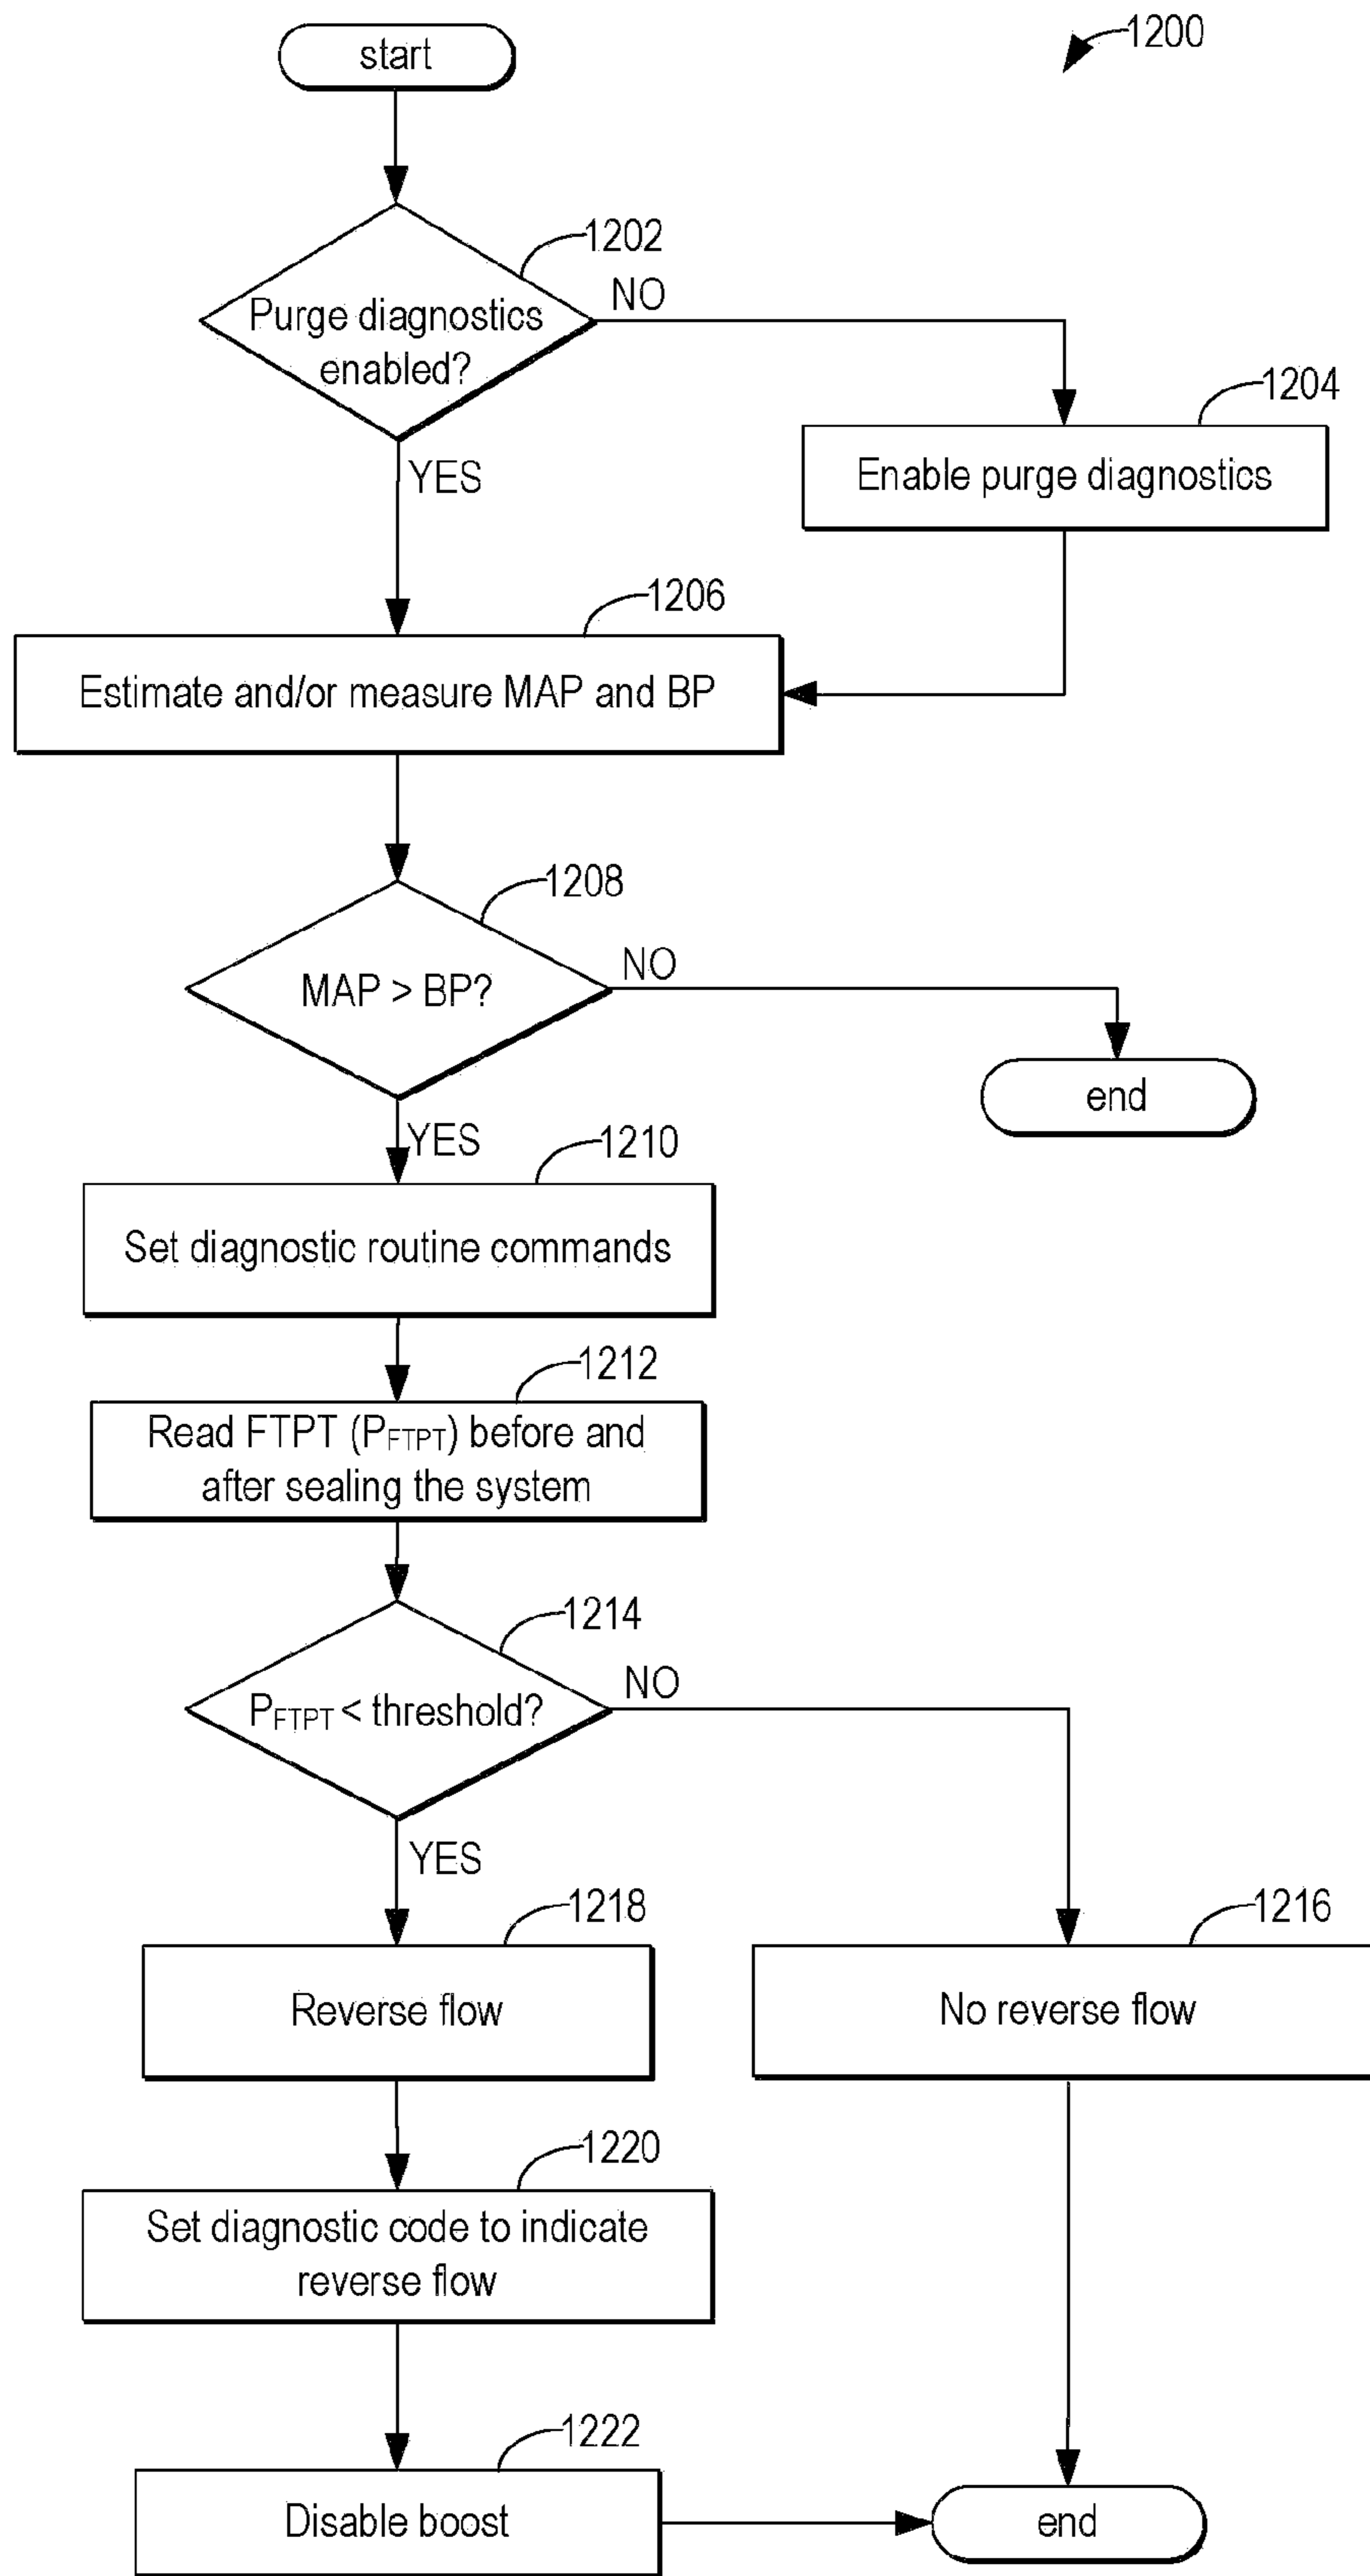 start
1200
1202
Purge diagnostics
enabled?
NO
YES
1204
Enable purge diagnostics
1206
Estimate and/or measure MAP and BP
1208
MAP > BP?
NO
end
YES
1210
Set diagnostic routine commands
1212
Read FTPT (PFTPT) before and
after sealing the system
1214
PFTPT < threshold?
NO
YES
1218
Reverse flow
1216
No reverse flow
1220
Set diagnostic code to indicate
reverse flow
1222
Disable boost
end